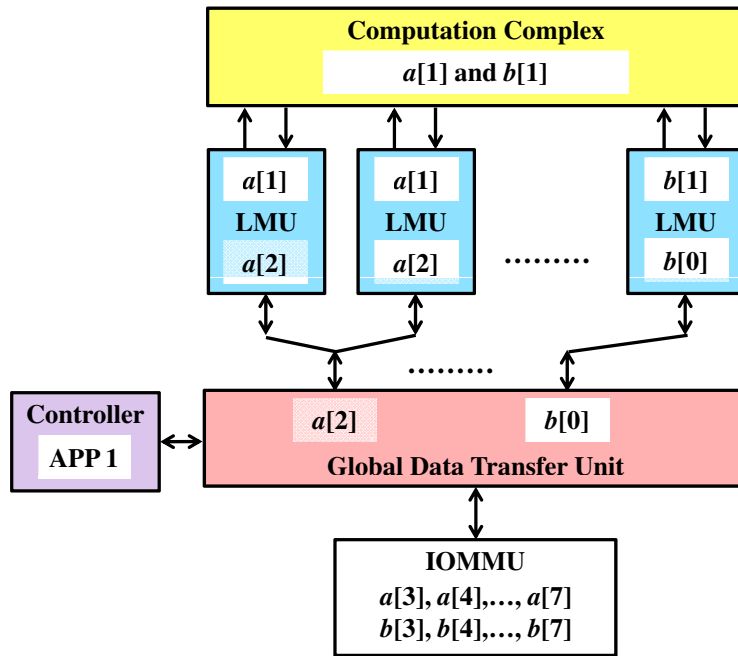 Computation Complex
a[1] and b[1]
a[1]
LMU
a[2]
a[1]
LMU
a[2]
.........
b[1]
LMU
b[0]
.........
Controller
APP 1
a[2]
b[0]
Global Data Transfer Unit
IOMMU
a[3], a[4],..., a[7]
b[3], b[4],..., b[7]